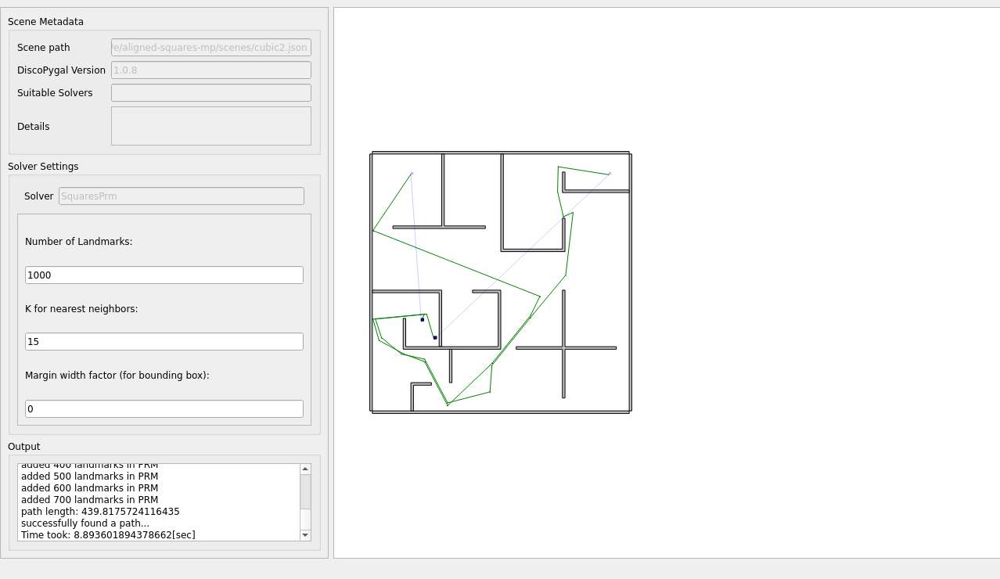 Scene Metadata
Scene path /e/aligned-squares-mp/scenes/cubic2.json
DiscoPygal Version 1.0.8
Suitable Solvers
Details
Solver Settings
Solver SquaresPrm
Number of Landmarks:
1000
K for nearest neighbors:
15
Margin width factor (for bounding box):
0
Output
added 400 landmarks in PRM
added 500 landmarks in PRM
added 600 landmarks in PRM
added 700 landmarks in PRM
path length: 439.8175724116435
successfully found a path...
Time took: 8.893601894378662[sec]